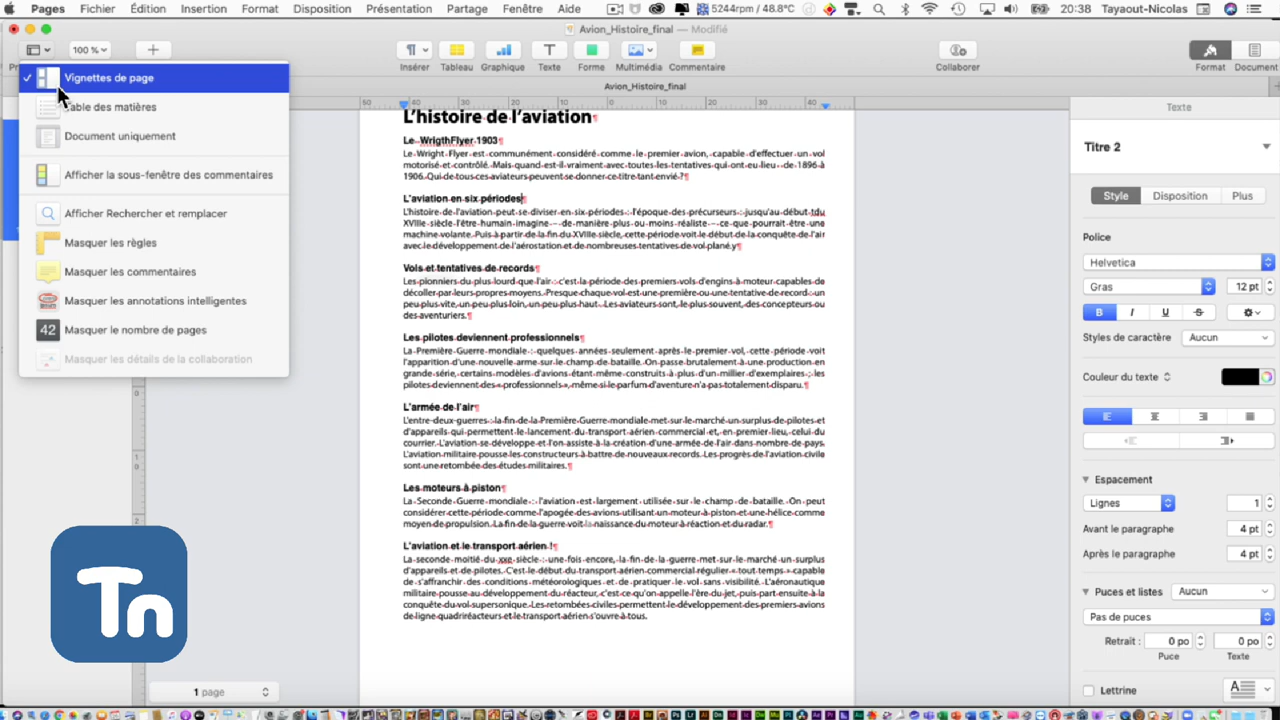 Pages Fichier Édition Insertion Format Disposition Présentation Partage Fenêtre Aide 5244rpm / 48.8°C 20:38 Tayaout-Nicolas
Avion_Histoire_final — Modifié
100 %
Insérer Tableau Graphique Texte Forme Multimédia Commentaire Collaborer Format Document
Avion_Histoire_final
Vignettes de page
Table des matières
Document uniquement
Afficher la sous-fenêtre des commentaires
Afficher Rechercher et remplacer
Masquer les règles
Masquer les commentaires
Masquer les annotations intelligentes
42 Masquer le nombre de pages
Masquer les détails de la collaboration
50 40 30 20 10 0 10 20 30 40
L'histoire de l'aviation¶
Le WrigthFlyer 1903¶
Le Wright Flyer est communément considéré comme le premier avion, capable d'effectuer un vol
motorisé et contrôlé. Mais quand est-il vraiment avec toutes les tentatives qui ont eu lieu de 1896 à
1906. Qui de tous ces aviateurs peuvent se donner ce titre tant envié ?¶
L'aviation en six périodes¶
L'histoire de l'aviation peut se diviser en six périodes : l'époque des précurseurs : jusqu'au début tdu
XVIIIe siècle l'être humain imagine – de manière plus ou moins réaliste – ce que pourrait être une
machine volante. Puis à partir de la fin du XVIIIe siècle, cette période voit le début de la conquête de l'air
avec le développement de l'aérostation et de nombreuses tentatives de vol plané.y¶
Vols et tentatives de records¶
Les pionniers du plus lourd que l'air : c'est la période des premiers vols d'engins à moteur capables de
décoller par leurs propres moyens. Presque chaque vol est une première ou une tentative de record : un
peu plus vite, un peu plus loin, un peu plus haut. Les aviateurs sont, le plus souvent, des concepteurs ou
des aventuriers.¶
Les pilotes deviennent professionnels¶
La Première Guerre mondiale : quelques années seulement après le premier vol, cette période voit
l'apparition d'une nouvelle arme sur le champ de bataille. On passe brutalement à une production en
grande série, certains modèles d'avions étant même construits à plus d'un millier d'exemplaires ; les
pilotes deviennent des « professionnels », même si le parfum d'aventure n'a pas totalement disparu.¶
L'armée de l'air¶
L'entre-deux-guerres : la fin de la Première Guerre mondiale met sur le marché un surplus de pilotes et
d'appareils qui permettent le lancement du transport aérien commercial et, en premier lieu, celui du
courrier. L'aviation se développe et l'on assiste à la création d'une armée de l'air dans nombre de pays.
L'aviation militaire pousse les constructeurs à battre de nouveaux records. Les progrès de l'aviation civile
sont une retombée des études militaires.¶
Les moteurs à piston¶
La Seconde Guerre mondiale : l'aviation est largement utilisée sur le champ de bataille. On peut
considérer cette période comme l'apogée des avions utilisant un moteur à piston et une hélice comme
moyen de propulsion. La fin de la guerre voit la naissance du moteur à réaction et du radar.¶
L'aviation et le transport aérien !¶
La seconde moitié du xxe siècle : une fois encore, la fin de la guerre met sur le marché un surplus
d'appareils et de pilotes. C'est le début du transport aérien commercial régulier « tout temps » capable
de s'affranchir des conditions météorologiques et de pratiquer le vol sans visibilité. L'aéronautique
militaire pousse au développement du réacteur, c'est ce qu'on appelle l'ère du jet, puis part ensuite à la
conquête du vol supersonique. Les retombées civiles permettent le développement des premiers avions
de ligne quadriréacteurs et le transport aérien s'ouvre à tous.
Tn
1 page
Texte
Titre 2
Style Disposition Plus
Police
Helvetica
Gras 12 pt
B I U S
Styles de caractère Aucun
Couleur du texte
Espacement
Lignes 1
Avant le paragraphe 4 pt
Après le paragraphe 4 pt
Puces et listes Aucun
Pas de puces
Retrait : 0 po 0 po
Puce Texte
Lettrine